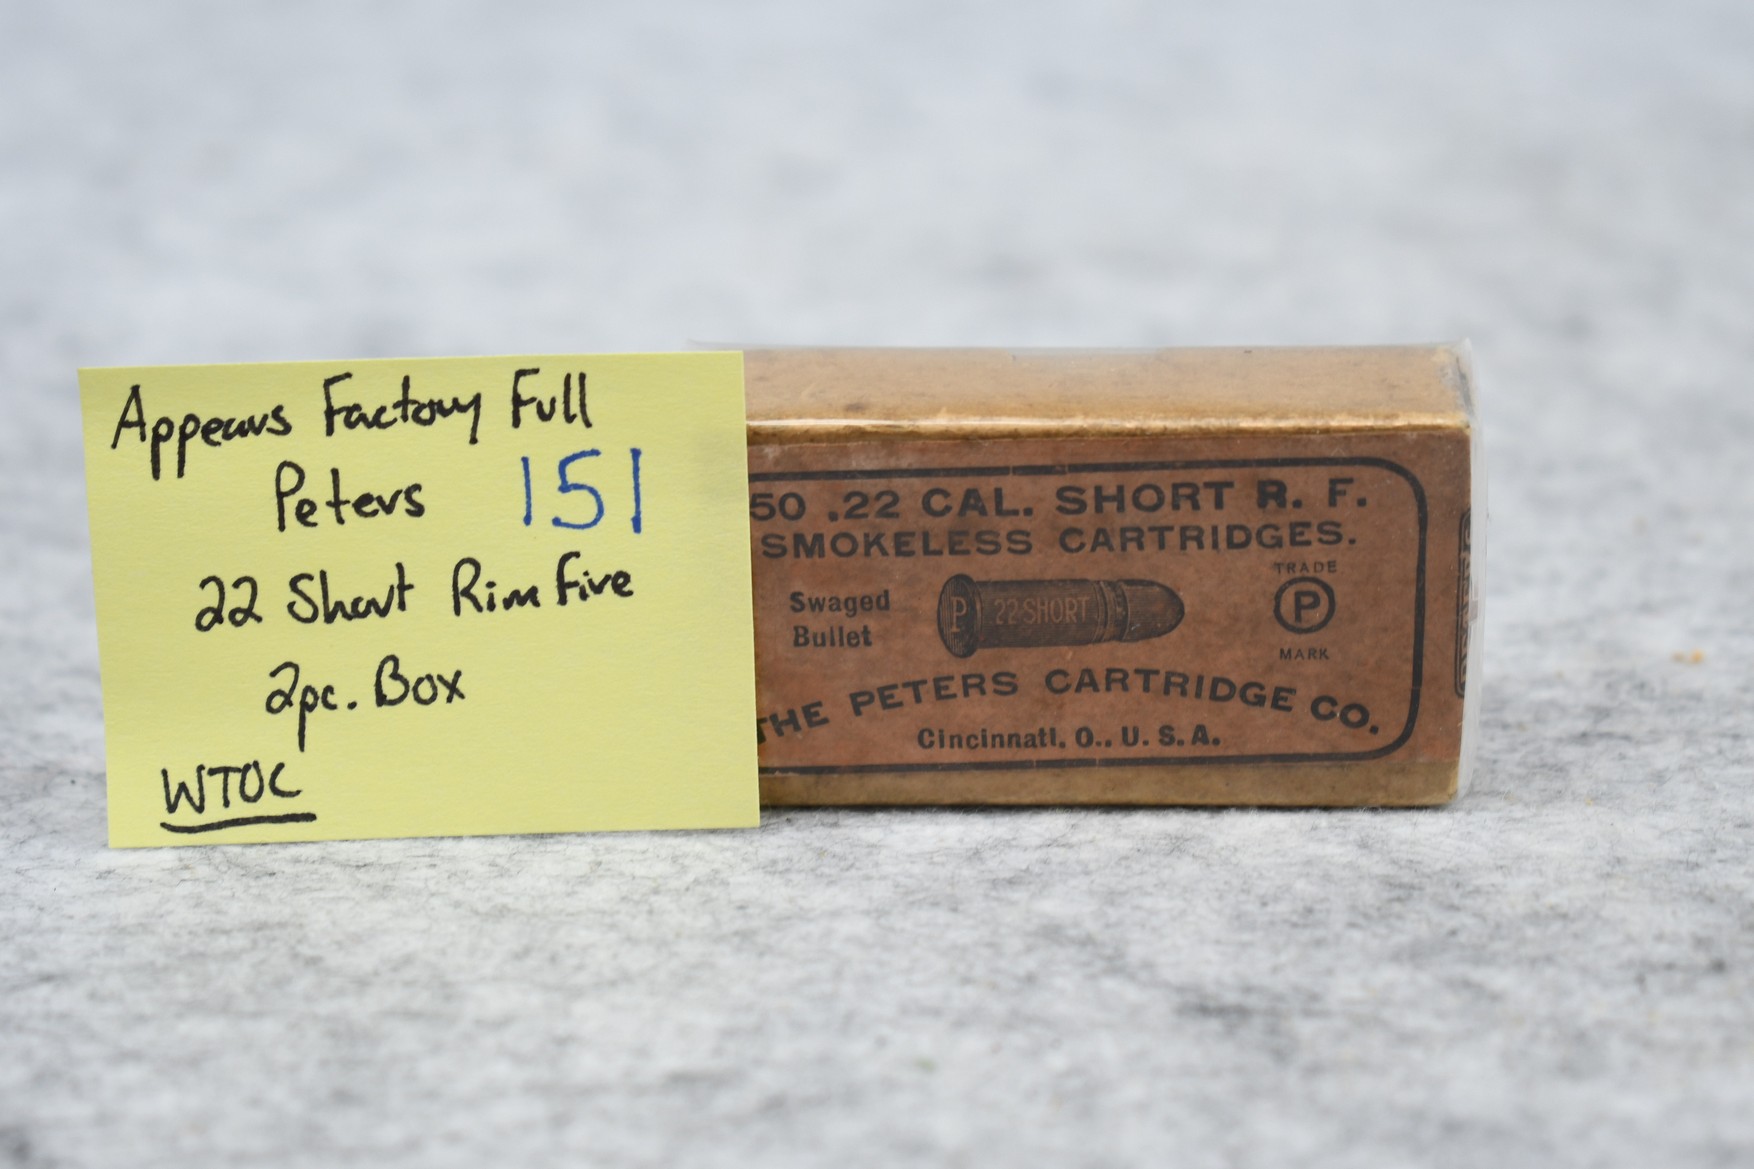 Appears Factory Full
Peters 151
22 Short Rim Fire
2pc. Box
WTOC
50 .22 CAL. SHORT R. F.
SMOKELESS CARTRIDGES.
Swaged
Bullet
P 22-SHORT
TRADE
P
MARK
THE PETERS CARTRIDGE CO.
Cincinnati, O., U. S. A.